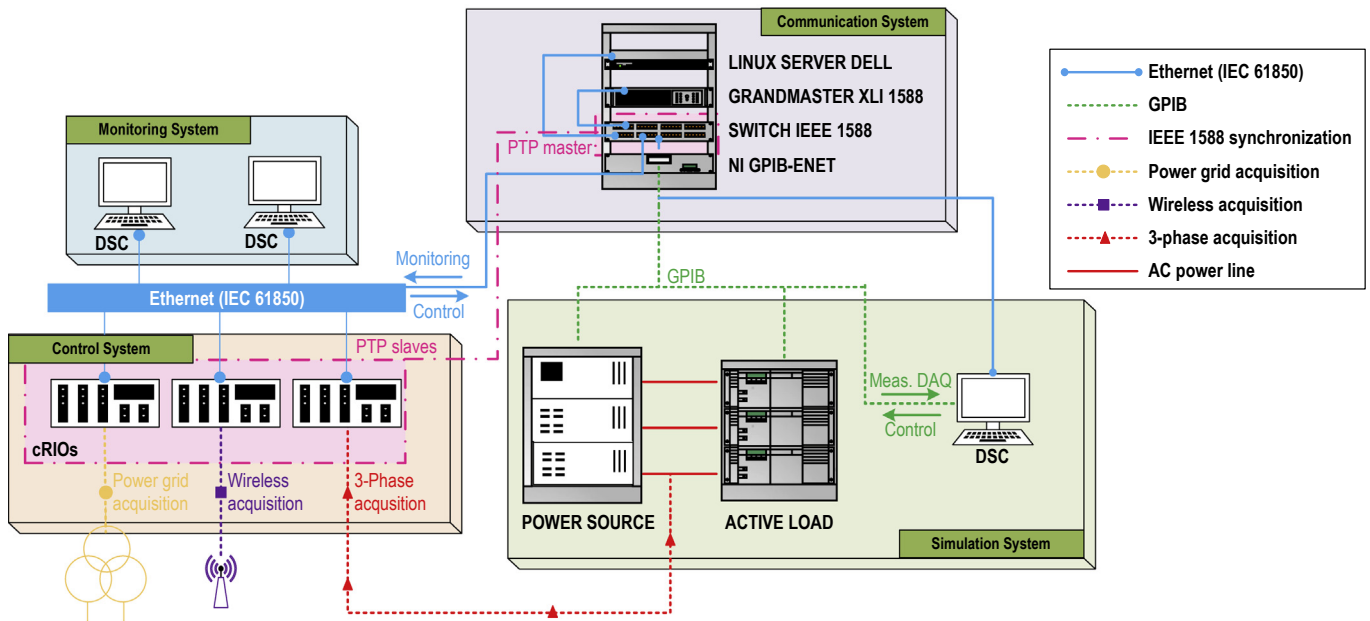 Communication System
LINUX SERVER DELL
GRANDMASTER XLI 1588
SWITCH IEEE 1588
PTP master
NI GPIB-ENET
Ethernet (IEC 61850)
GPIB
IEEE 1588 synchronization
Power grid acquisition
Wireless acquisition
3-phase acquisition
AC power line
Monitoring System
DSC
DSC
Monitoring
Ethernet (IEC 61850)
Control
GPIB
Control System
PTP slaves
cRIOs
Power grid
acquisition
Wireless
acquisition
3-Phase
acqusition
Meas. DAQ
Control
DSC
POWER SOURCE
ACTIVE LOAD
Simulation System